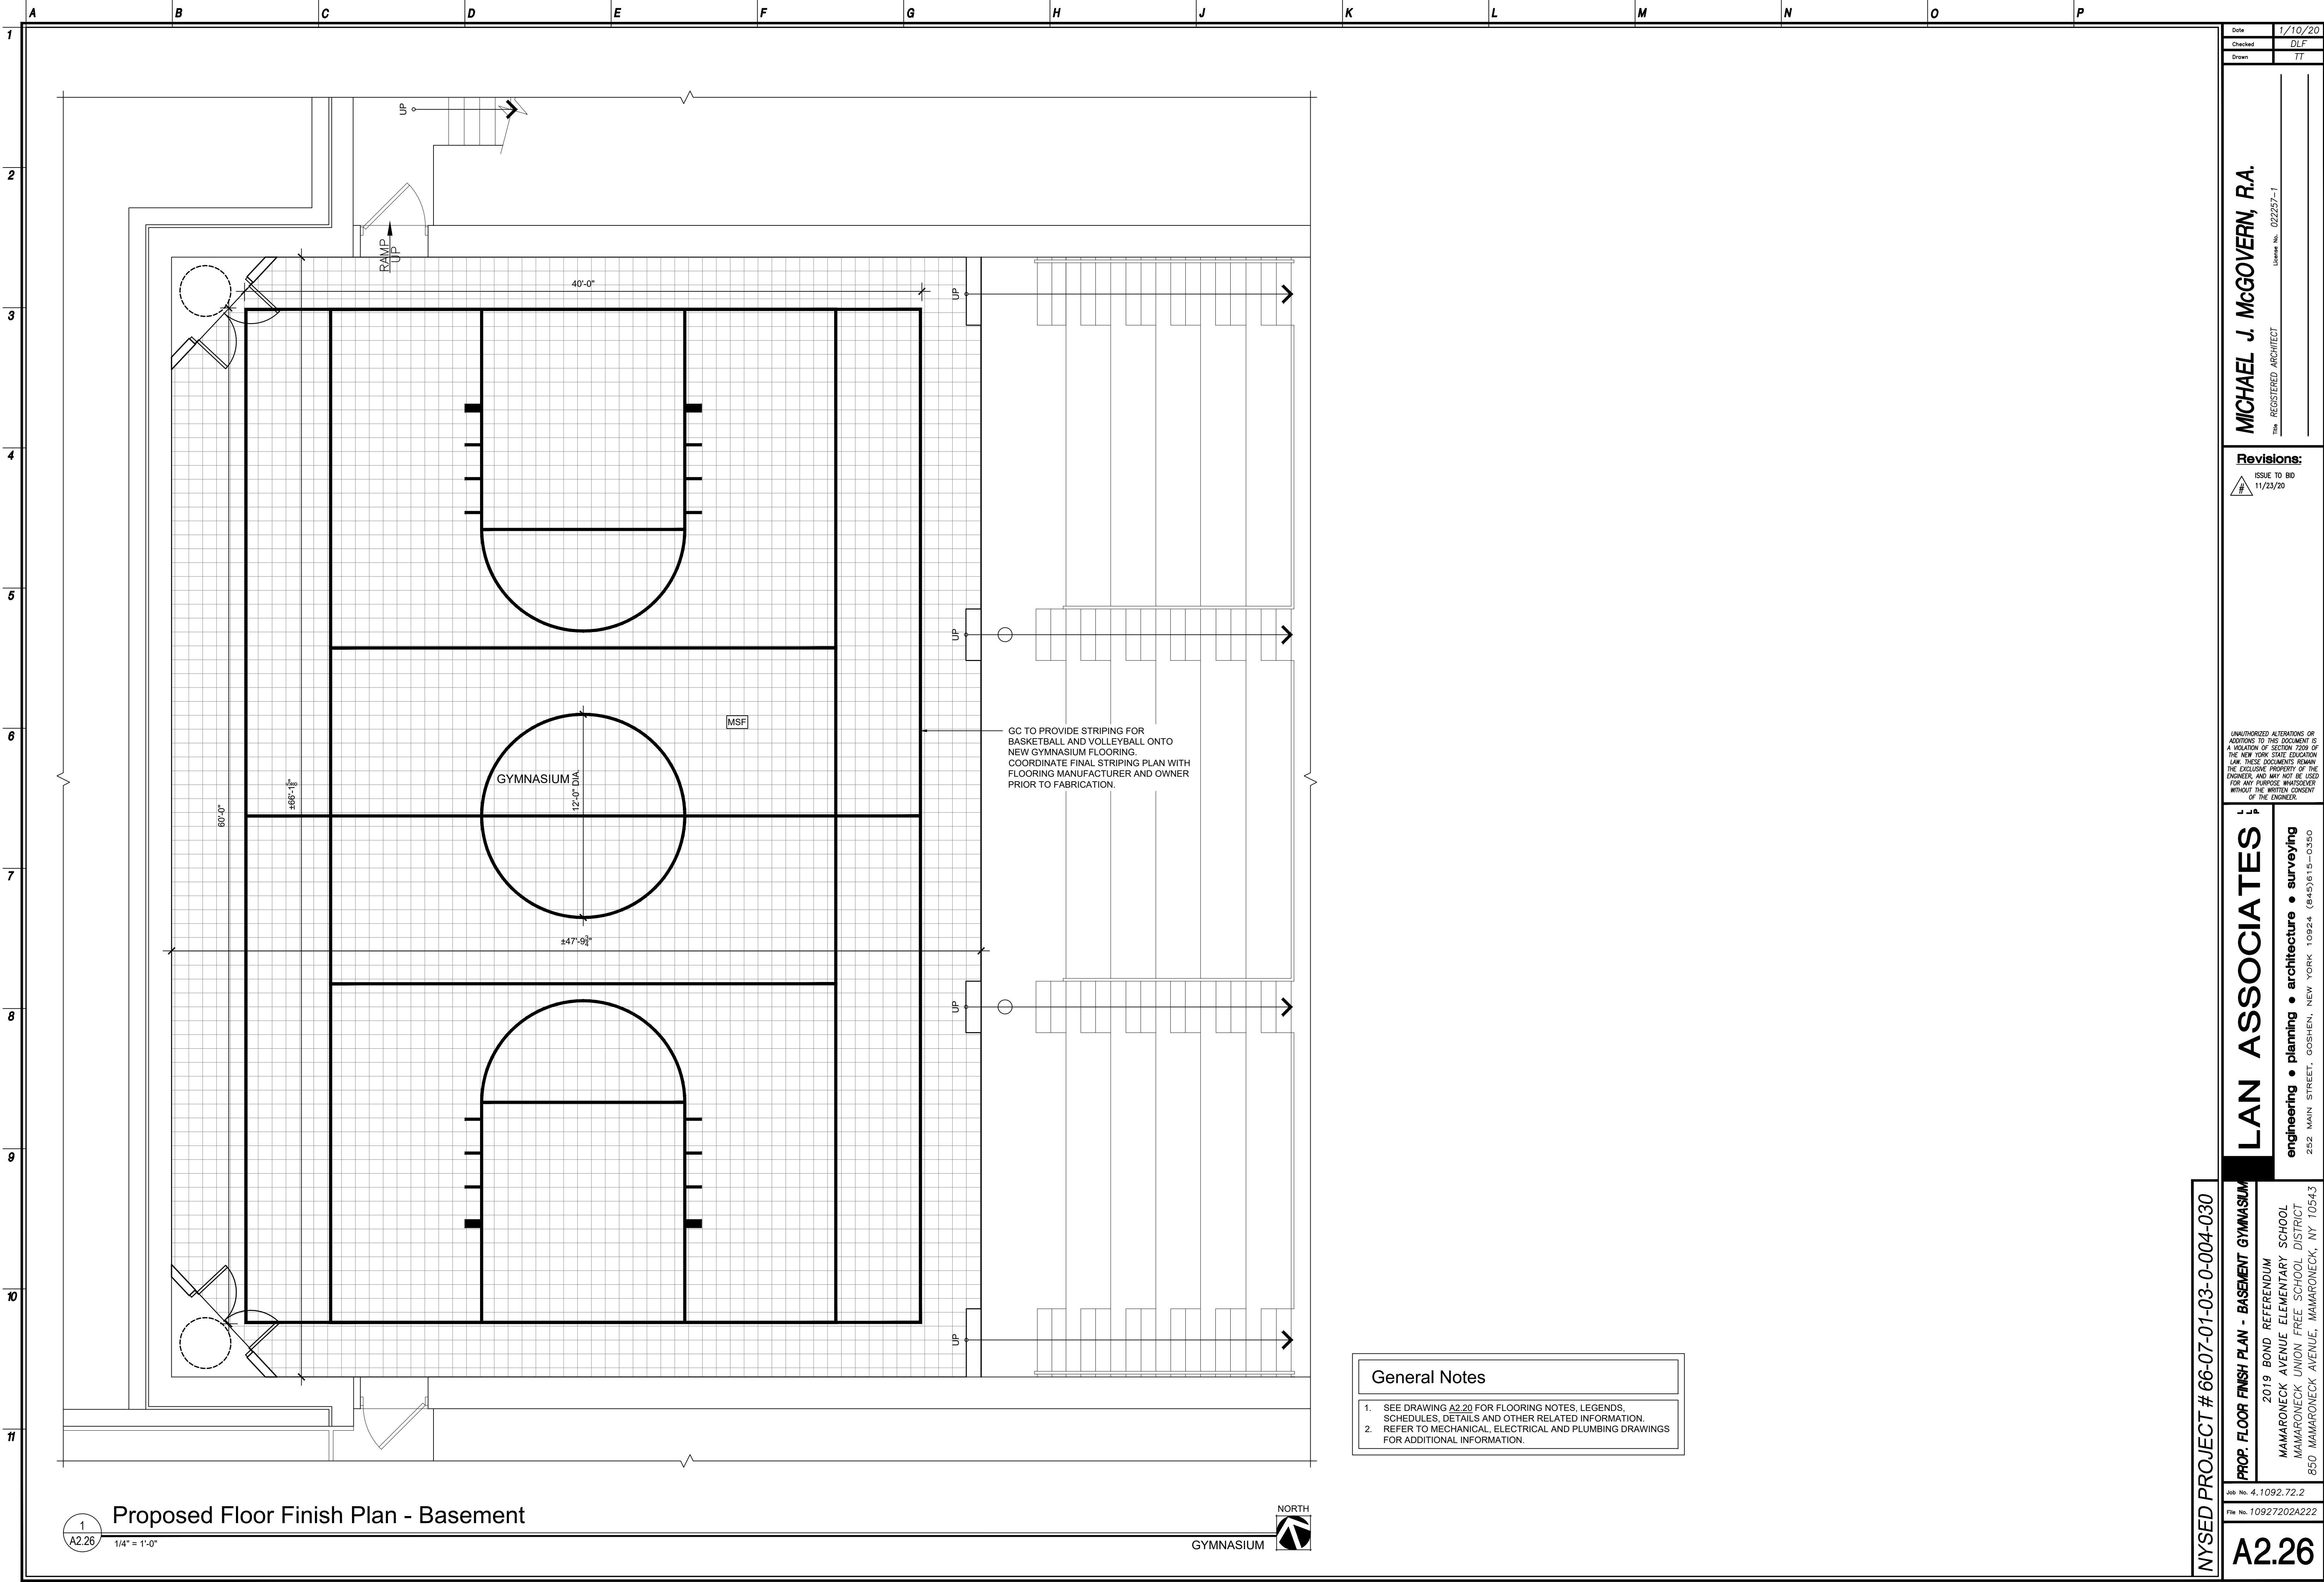 A B C D E F G H J K L M N O P
1
2
3
4
5
6
7
8
9
10
11
UP
RAMP
UP
40'-0"
UP
UP
MSF
GC TO PROVIDE STRIPING FOR
BASKETBALL AND VOLLEYBALL ONTO
NEW GYMNASIUM FLOORING.
COORDINATE FINAL STRIPING PLAN WITH
FLOORING MANUFACTURER AND OWNER
PRIOR TO FABRICATION.
GYMNASIUM
12'-0" DIA.
60'-0"
±47'-9 3/4"
UP
UP
General Notes
1. SEE DRAWING A2.20 FOR FLOORING NOTES, LEGENDS,
SCHEDULES, DETAILS AND OTHER RELATED INFORMATION.
2. REFER TO MECHANICAL, ELECTRICAL AND PLUMBING DRAWINGS
FOR ADDITIONAL INFORMATION.
1
A2.26
Proposed Floor Finish Plan - Basement
1/4" = 1'-0"
GYMNASIUM
NORTH
Date 1/10/20
Checked DLF
Drawn TT
MICHAEL J. McGOVERN, R.A.
Title REGISTERED ARCHITECT License No. 022257-1
Revisions:
#
ISSUE TO BID
11/23/20
UNAUTHORIZED ALTERATIONS OR
ADDITIONS TO THIS DOCUMENT IS
A VIOLATION OF SECTION 7209 OF
THE NEW YORK STATE EDUCATION
LAW. THESE DOCUMENTS REMAIN
THE EXCLUSIVE PROPERTY OF THE
ENGINEER, AND MAY NOT BE USED
FOR ANY PURPOSE WHATSOEVER
WITHOUT THE WRITTEN CONSENT
OF THE ENGINEER.
LAN ASSOCIATES LLP
engineering ● planning ● architecture ● surveying
252 MAIN STREET, GOSHEN, NEW YORK 10924 (845)615-0350
NYSED PROJECT # 66-07-01-03-0-004-030
PROP. FLOOR FINISH PLAN - BASEMENT GYMNASIUM
2019 BOND REFERENDUM
MAMARONECK AVENUE ELEMENTARY SCHOOL
MAMARONECK UNION FREE SCHOOL DISTRICT
850 MAMARONECK AVENUE, MAMARONECK, NY 10543
Job No. 4.1092.72.2
File No. 10927202A222
A2.26